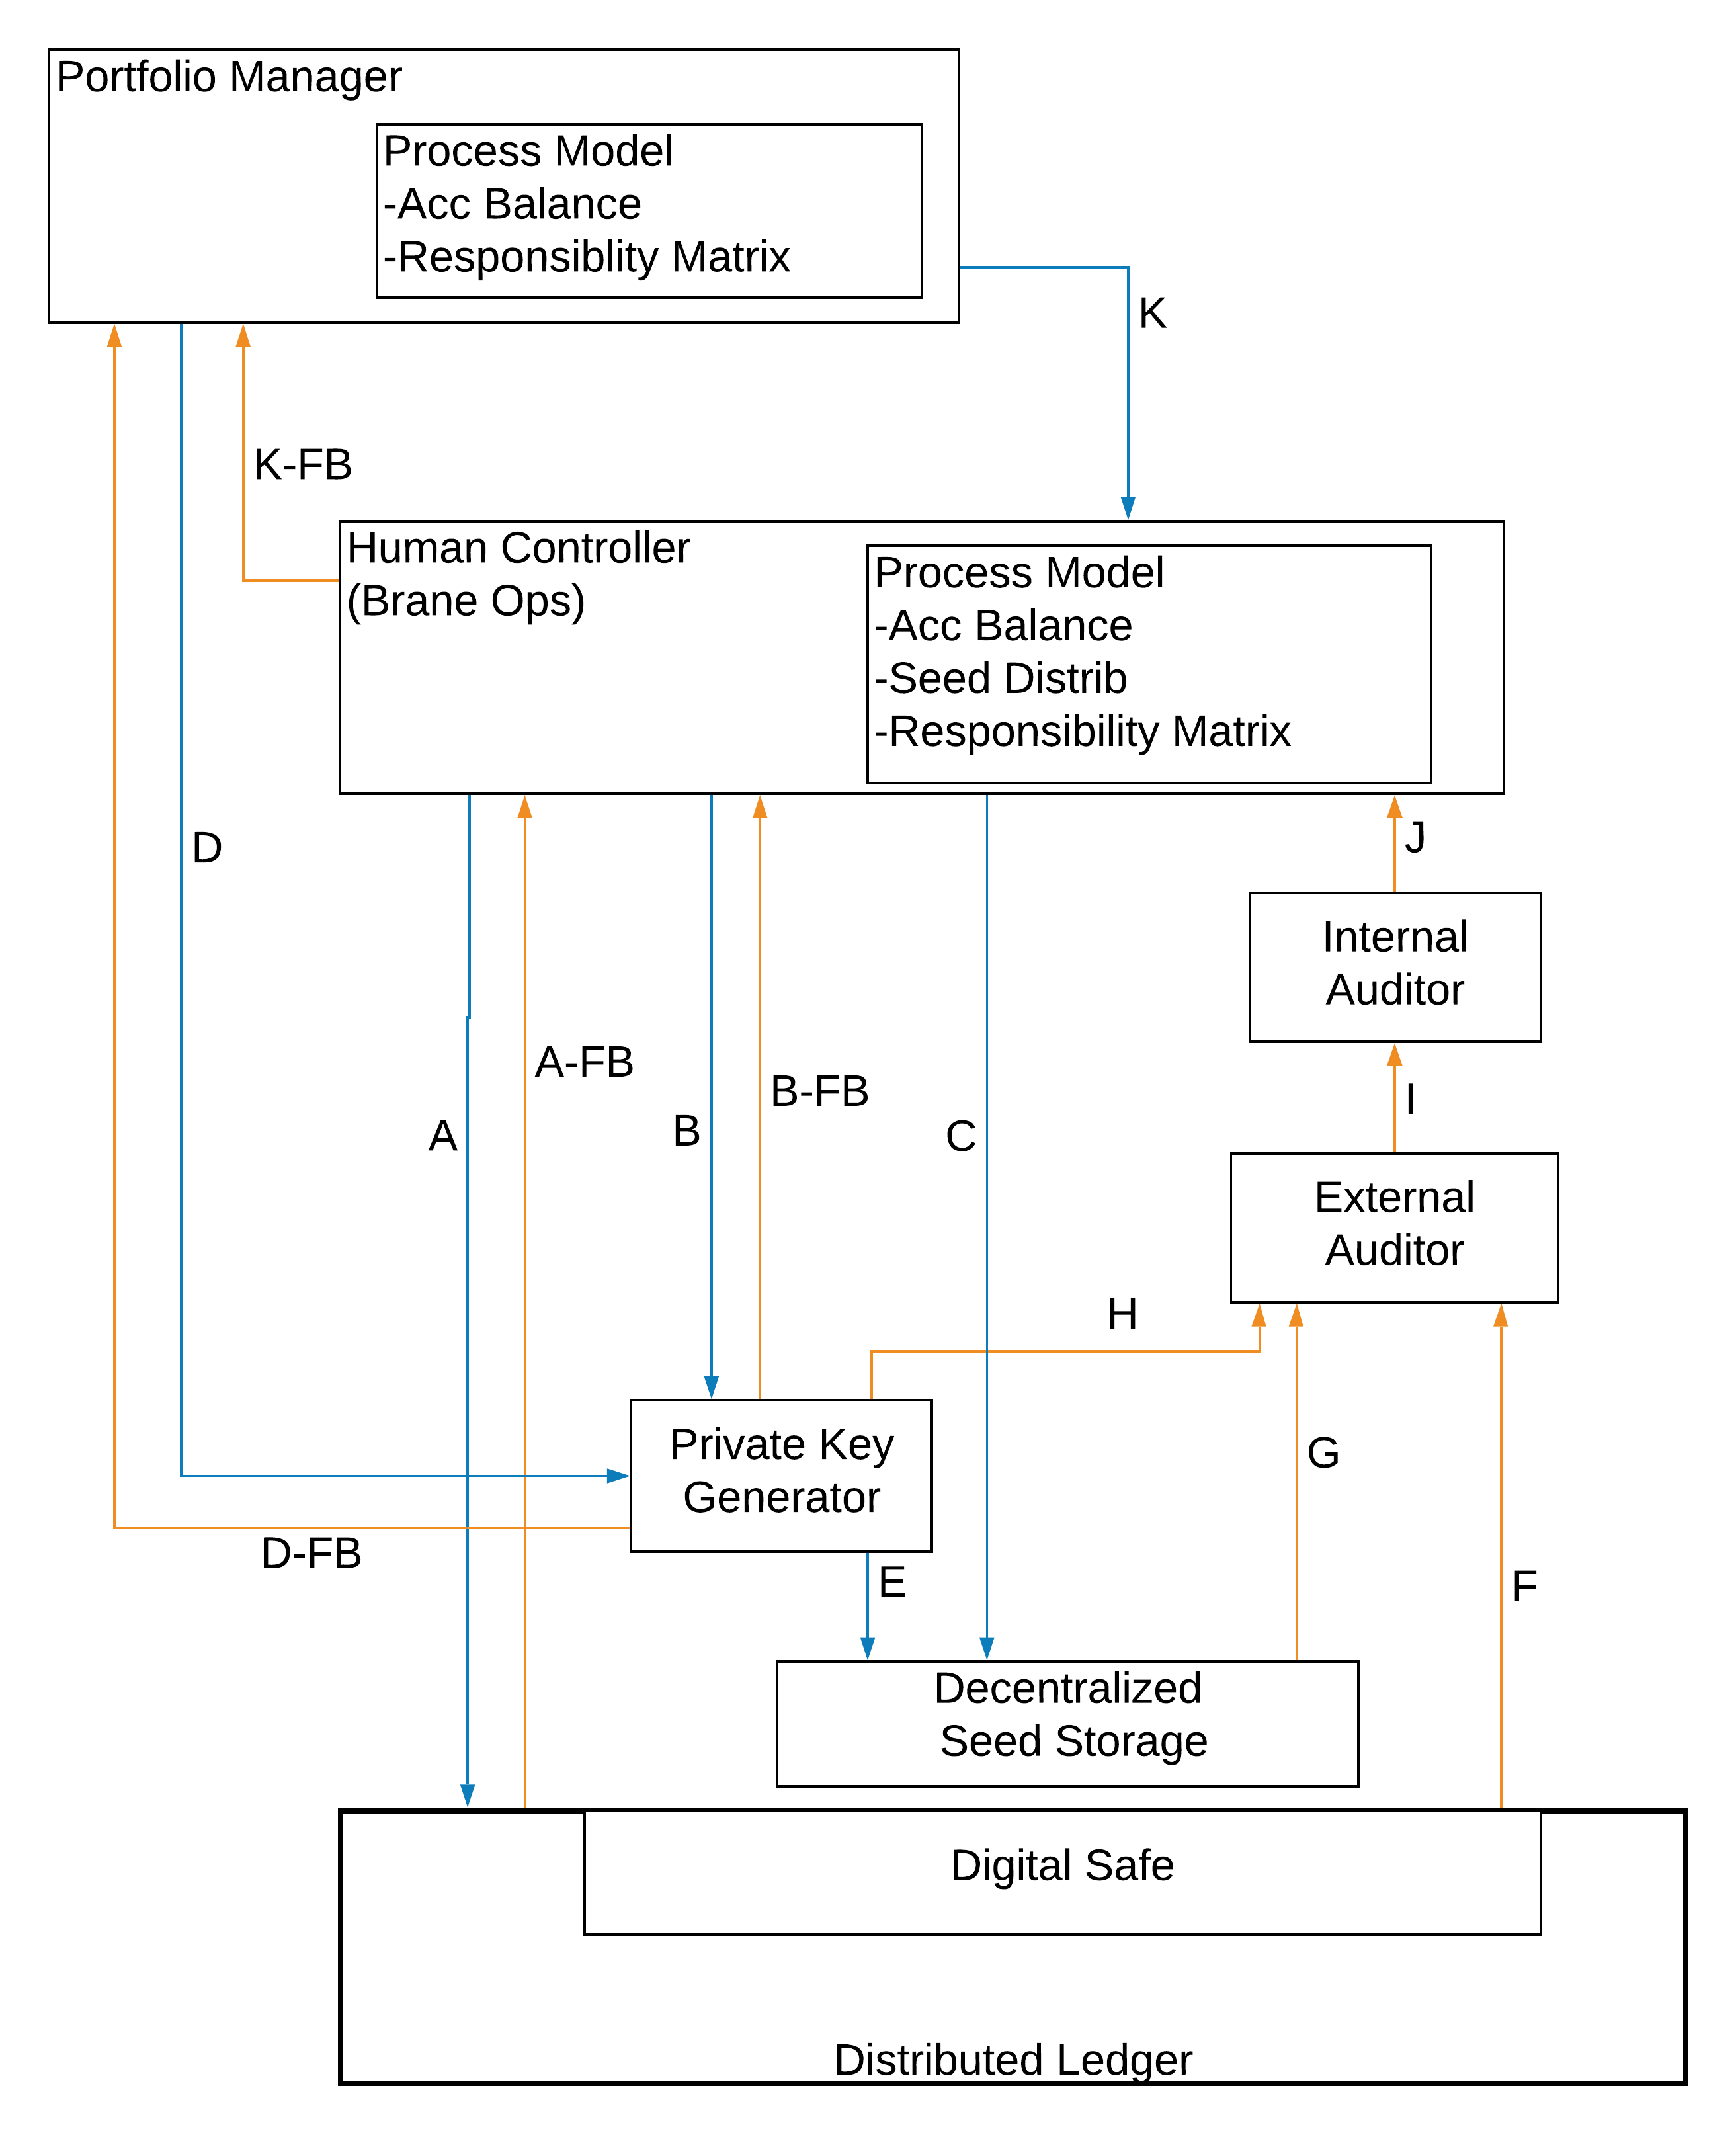 Portfolio Manager
Process Model
-Acc Balance
-Responsiblity Matrix
K
K-FB
Human Controller
(Brane Ops)
Process Model
-Acc Balance
-Seed Distrib
-Responsibility Matrix
D
J
Internal
Auditor
A-FB
B-FB
I
A
B
C
External
Auditor
H
Private Key
Generator
G
D-FB
E
F
Decentralized
Seed Storage
Digital Safe
Distributed Ledger